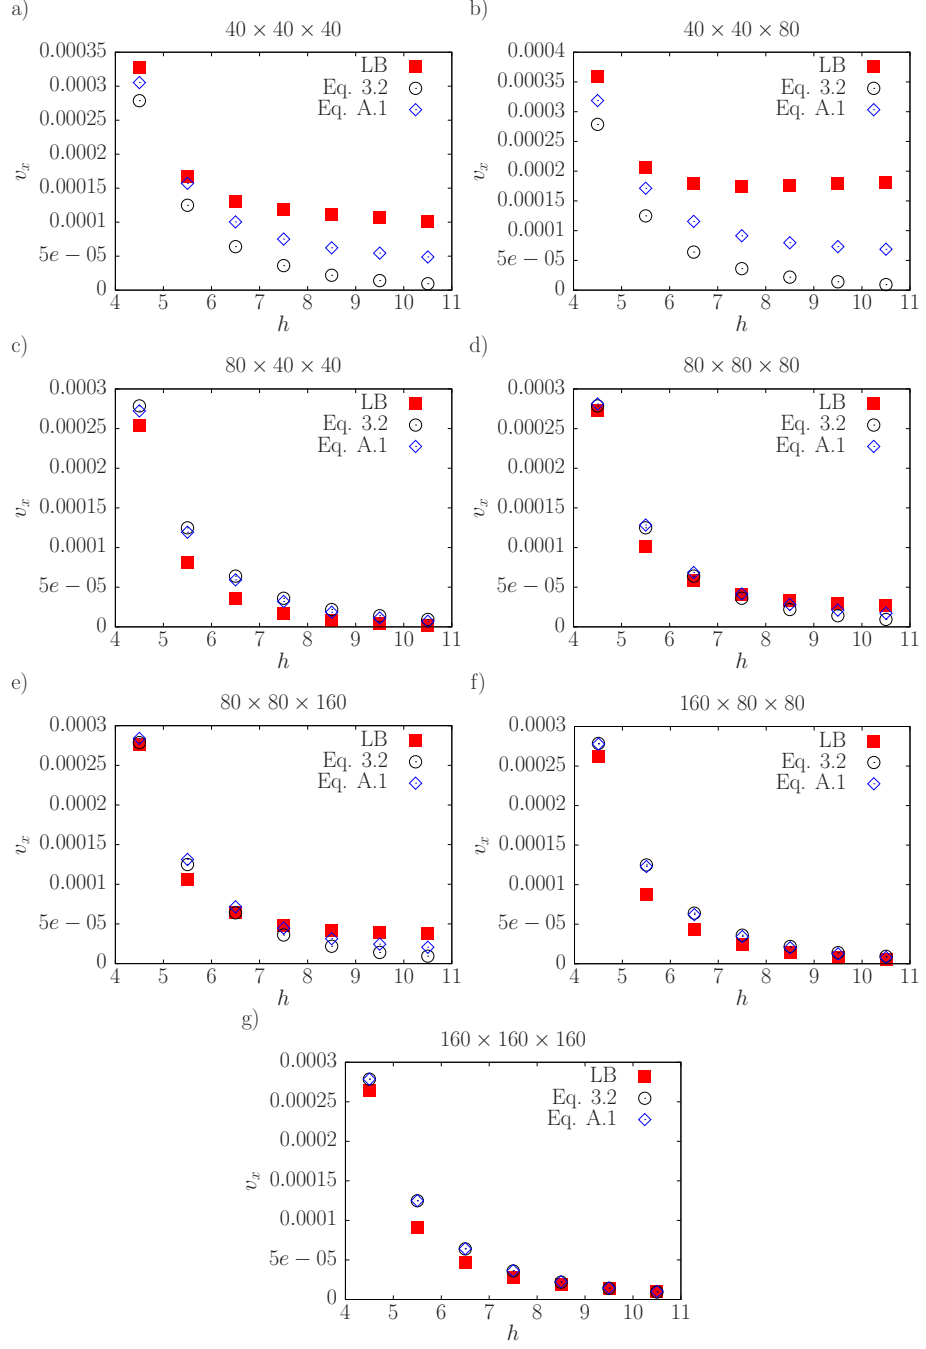 a)
40 × 40 × 40
0.00035
0.0003
0.00025
0.0002
0.00015
0.0001
5e − 05
0
4 5 6 7 8 9 10 11
v_x
h
LB
Eq. 3.2
Eq. A.1
b)
40 × 40 × 80
0.0004
0.00035
0.0003
0.00025
0.0002
0.00015
0.0001
5e − 05
0
4 5 6 7 8 9 10 11
v_x
h
LB
Eq. 3.2
Eq. A.1
c)
80 × 40 × 40
0.0003
0.00025
0.0002
0.00015
0.0001
5e − 05
0
4 5 6 7 8 9 10 11
v_x
h
LB
Eq. 3.2
Eq. A.1
d)
80 × 80 × 80
0.0003
0.00025
0.0002
0.00015
0.0001
5e − 05
0
4 5 6 7 8 9 10 11
v_x
h
LB
Eq. 3.2
Eq. A.1
e)
80 × 80 × 160
0.0003
0.00025
0.0002
0.00015
0.0001
5e − 05
0
4 5 6 7 8 9 10 11
v_x
h
LB
Eq. 3.2
Eq. A.1
f)
160 × 80 × 80
0.0003
0.00025
0.0002
0.00015
0.0001
5e − 05
0
4 5 6 7 8 9 10 11
v_x
h
LB
Eq. 3.2
Eq. A.1
g)
160 × 160 × 160
0.0003
0.00025
0.0002
0.00015
0.0001
5e − 05
0
4 5 6 7 8 9 10 11
v_x
h
LB
Eq. 3.2
Eq. A.1